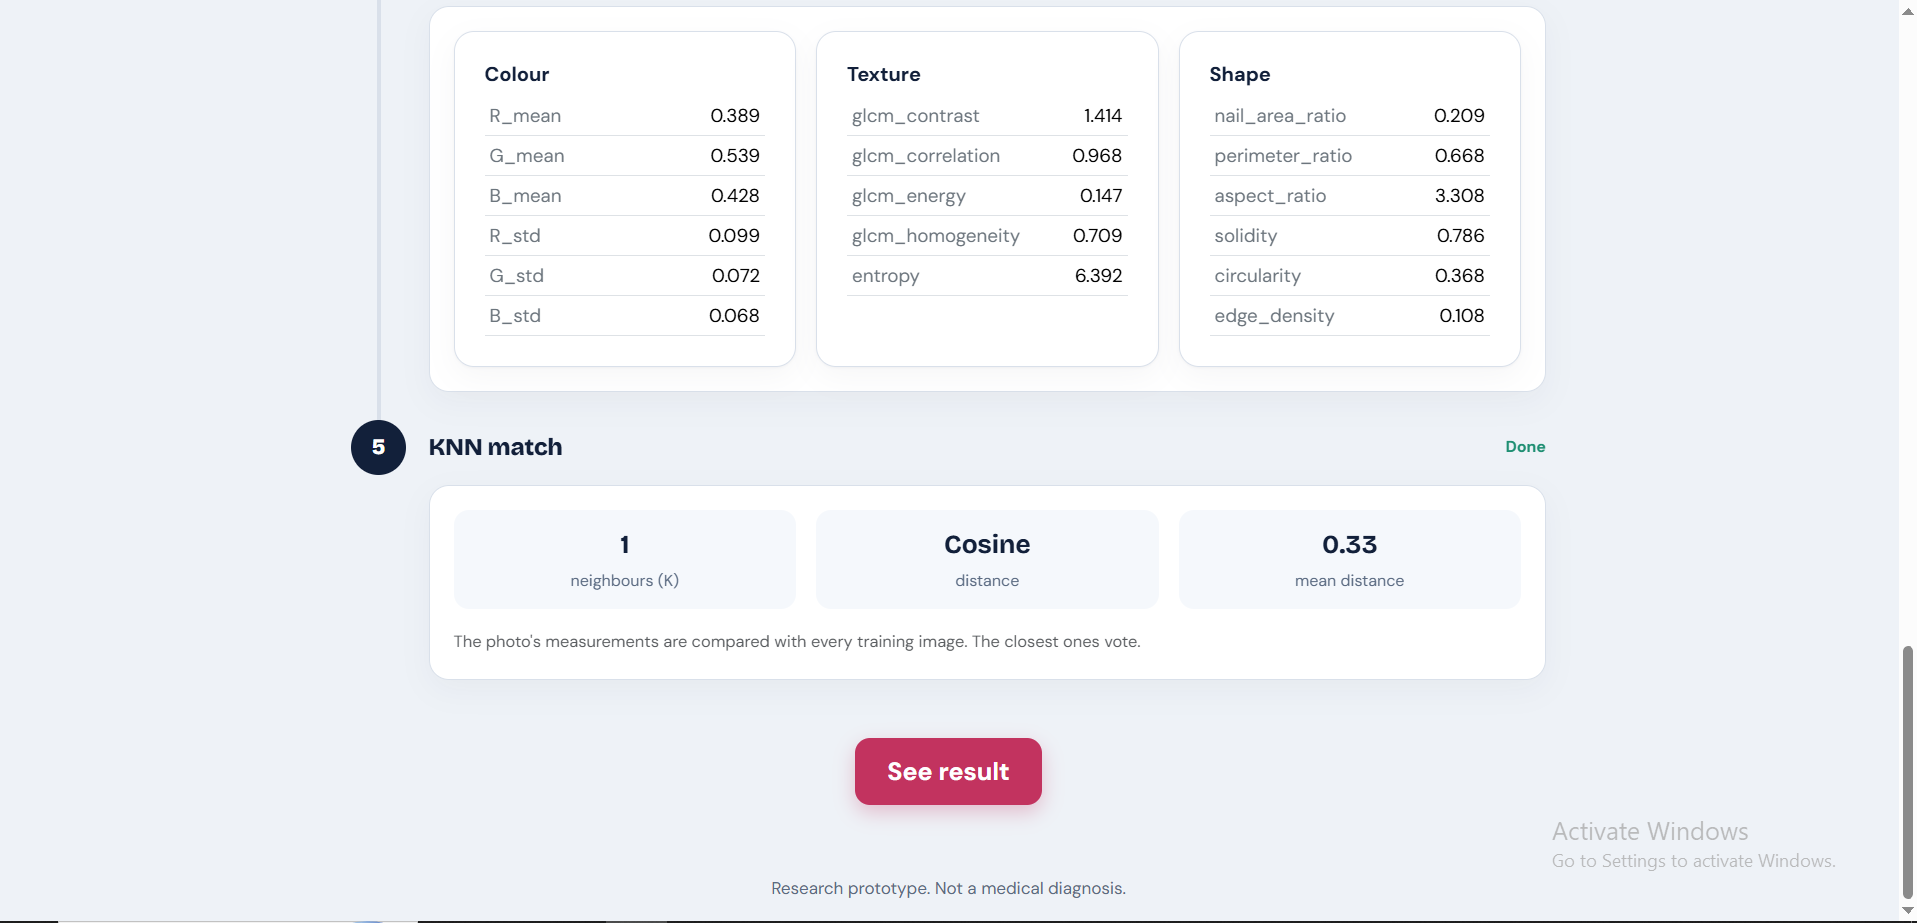 Colour
R_mean 0.389
G_mean 0.539
B_mean 0.428
R_std 0.099
G_std 0.072
B_std 0.068
Texture
glcm_contrast 1.414
glcm_correlation 0.968
glcm_energy 0.147
glcm_homogeneity 0.709
entropy 6.392
Shape
nail_area_ratio 0.209
perimeter_ratio 0.668
aspect_ratio 3.308
solidity 0.786
circularity 0.368
edge_density 0.108
5 KNN match Done
1
neighbours (K)
Cosine
distance
0.33
mean distance
The photo's measurements are compared with every training image. The closest ones vote.
See result
Activate Windows
Go to Settings to activate Windows.
Research prototype. Not a medical diagnosis.